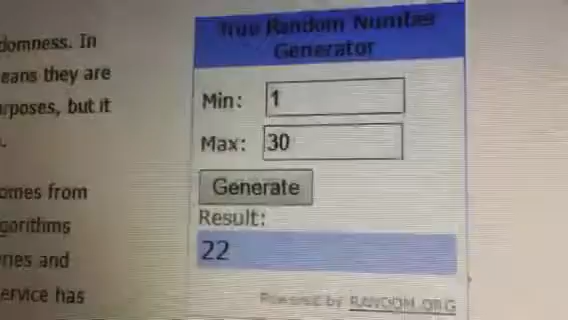 domness. In
eans they are
rposes, but it
omes from
gorithms
ries and
ervice has
True Random Number
Generator
Min: 1
Max: 30
Generate
Result:
22
Powered by RANDOM.ORG